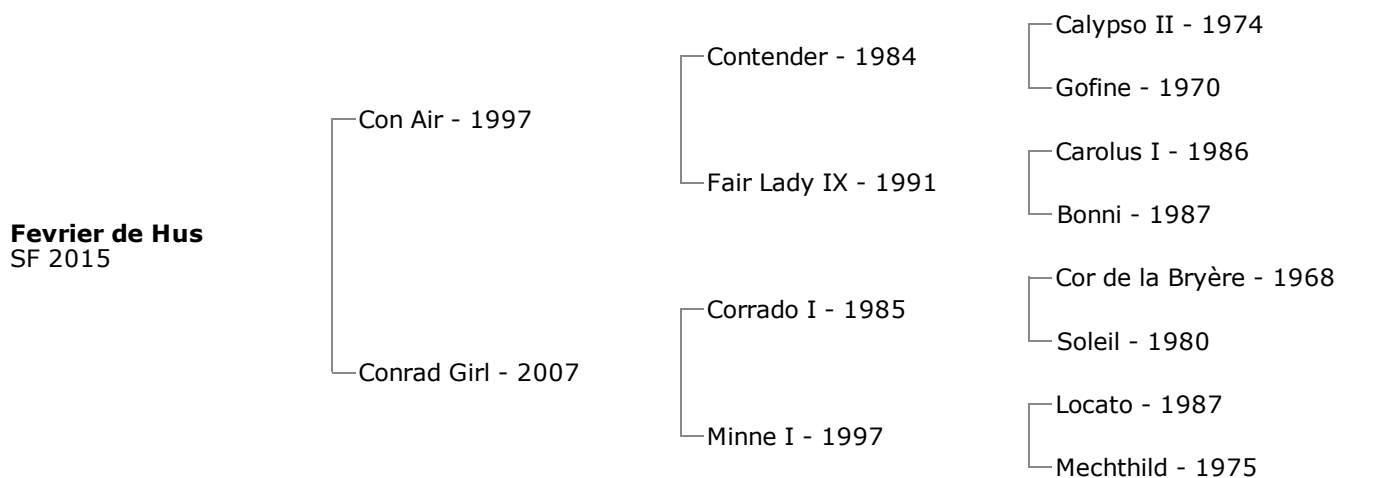 Calypso II - 1974
Contender - 1984
Gofine - 1970
Con Air - 1997
Carolus I - 1986
Fair Lady IX - 1991
Bonni - 1987
Fevrier de Hus
SF 2015
Cor de la Bryère - 1968
Corrado I - 1985
Soleil - 1980
Conrad Girl - 2007
Locato - 1987
Minne I - 1997
Mechthild - 1975